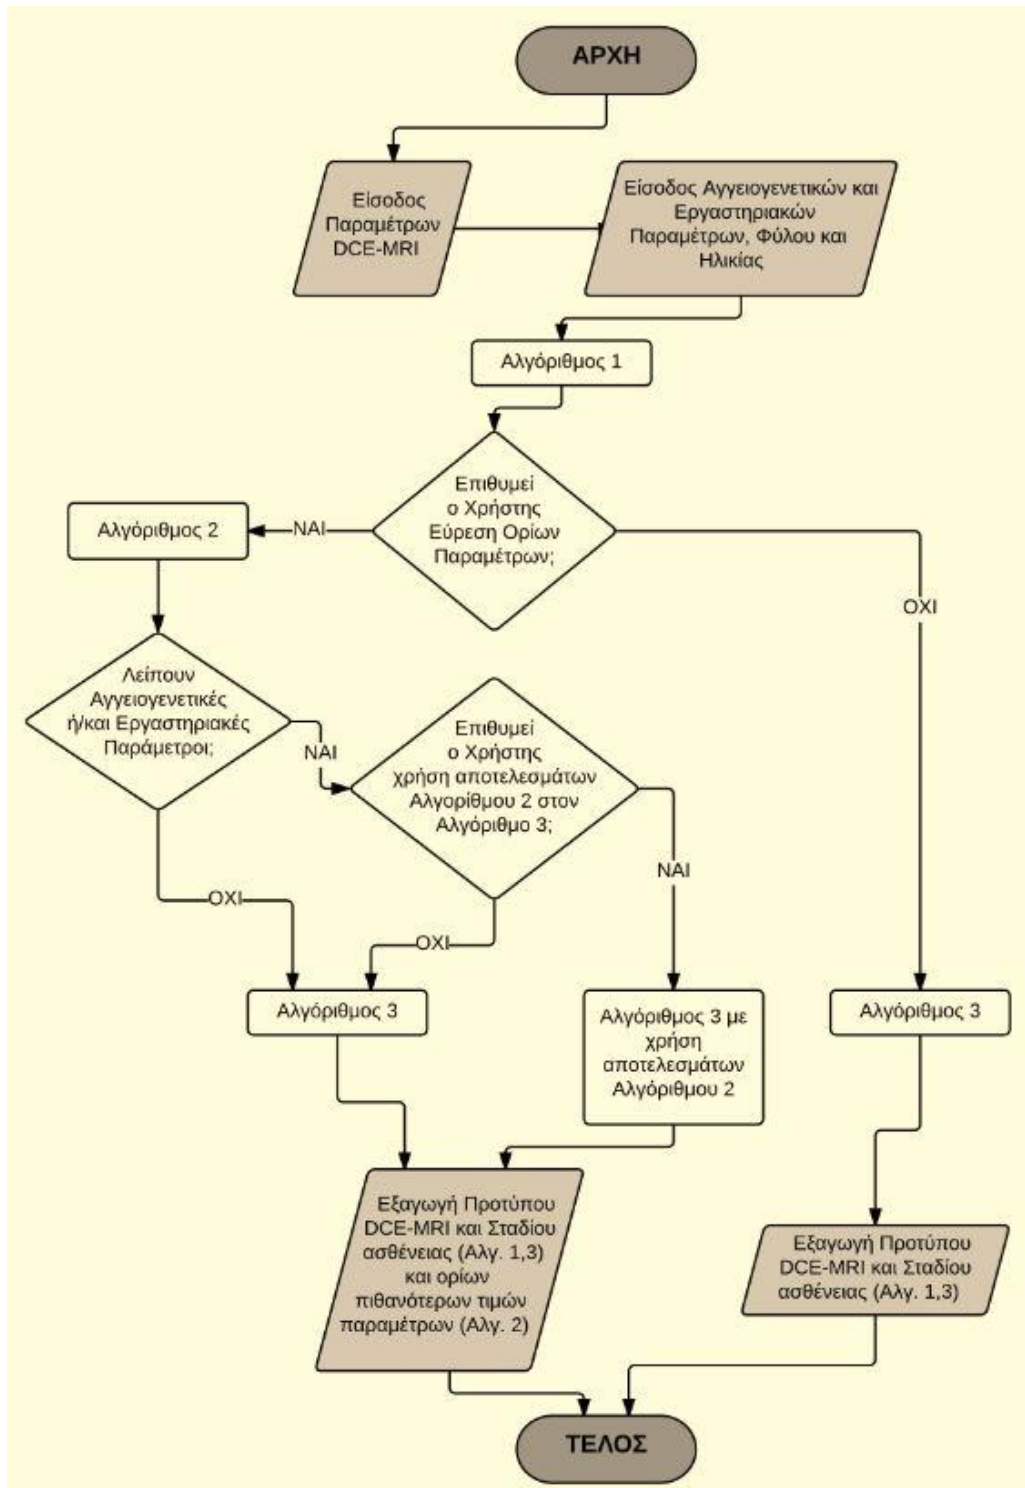 ΑΡΧΗ
Είσοδος
Παραμέτρων
DCE-MRI
Είσοδος Αγγειογενετικών και
Εργαστηριακών
Παραμέτρων, Φύλου και
Ηλικίας
Αλγόριθμος 1
Επιθυμεί
ο Χρήστης
Εύρεση Ορίων
Παραμέτρων;
ΝΑΙ
Αλγόριθμος 2
ΟΧΙ
Λείπουν
Αγγειογενετικές
ή/και Εργαστηριακές
Παράμετροι;
ΝΑΙ
Επιθυμεί
ο Χρήστης
χρήση αποτελεσμάτων
Αλγορίθμου 2 στον
Αλγόριθμο 3;
ΝΑΙ
ΟΧΙ
ΟΧΙ
Αλγόριθμος 3
Αλγόριθμος 3 με
χρήση
αποτελεσμάτων
Αλγόριθμου 2
Αλγόριθμος 3
Εξαγωγή Προτύπου
DCE-MRI και Σταδίου
ασθένειας (Αλγ. 1,3)
και ορίων
πιθανότερων τιμών
παραμέτρων (Αλγ. 2)
Εξαγωγή Προτύπου
DCE-MRI και Σταδίου
ασθένειας (Αλγ. 1,3)
ΤΕΛΟΣ